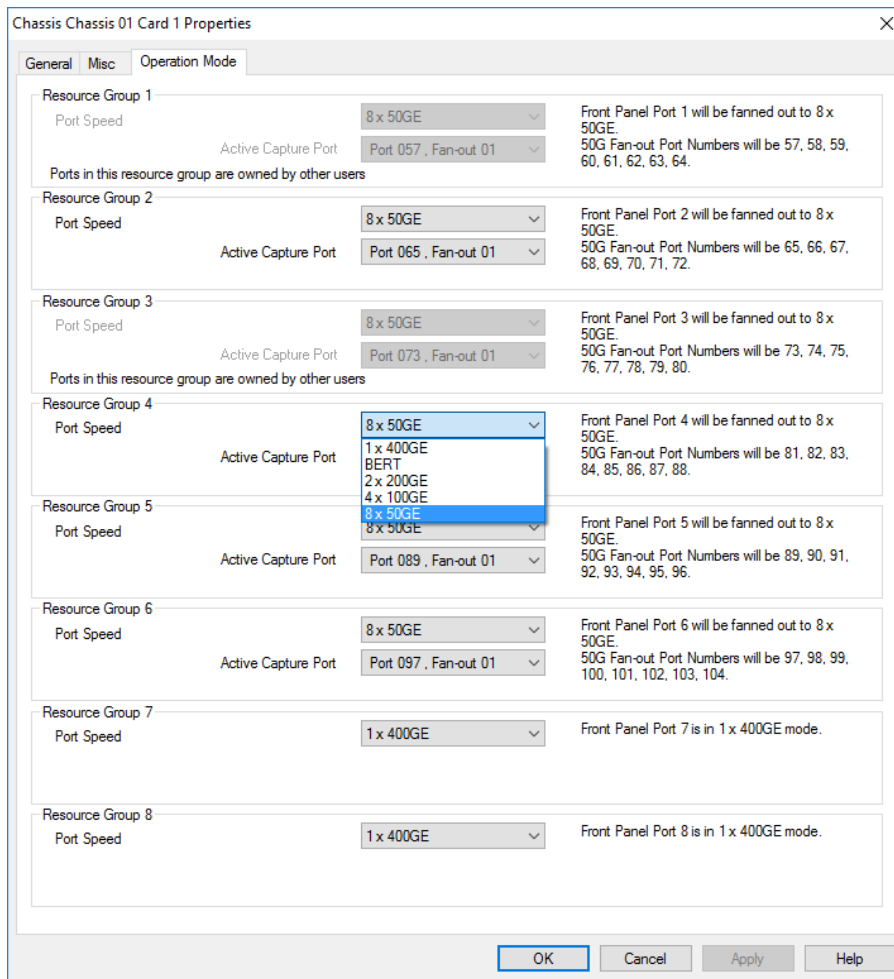 Chassis Chassis 01 Card 1 Properties
General Misc Operation Mode
Resource Group 1
Port Speed
8 x 50GE
Active Capture Port
Port 057 , Fan-out 01
Ports in this resource group are owned by other users
Front Panel Port 1 will be fanned out to 8 x
50GE.
50G Fan-out Port Numbers will be 57, 58, 59,
60, 61, 62, 63, 64.
Resource Group 2
Port Speed
8 x 50GE
Active Capture Port
Port 065 , Fan-out 01
Front Panel Port 2 will be fanned out to 8 x
50GE.
50G Fan-out Port Numbers will be 65, 66, 67,
68, 69, 70, 71, 72.
Resource Group 3
Port Speed
8 x 50GE
Active Capture Port
Port 073 , Fan-out 01
Ports in this resource group are owned by other users
Front Panel Port 3 will be fanned out to 8 x
50GE.
50G Fan-out Port Numbers will be 73, 74, 75,
76, 77, 78, 79, 80.
Resource Group 4
Port Speed
8 x 50GE
Active Capture Port
1 x 400GE
BERT
2 x 200GE
4 x 100GE
8 x 50GE
Front Panel Port 4 will be fanned out to 8 x
50GE.
50G Fan-out Port Numbers will be 81, 82, 83,
84, 85, 86, 87, 88.
Resource Group 5
Port Speed
8 x 50GE
Active Capture Port
Port 089 , Fan-out 01
Front Panel Port 5 will be fanned out to 8 x
50GE.
50G Fan-out Port Numbers will be 89, 90, 91,
92, 93, 94, 95, 96.
Resource Group 6
Port Speed
8 x 50GE
Active Capture Port
Port 097 , Fan-out 01
Front Panel Port 6 will be fanned out to 8 x
50GE.
50G Fan-out Port Numbers will be 97, 98, 99,
100, 101, 102, 103, 104.
Resource Group 7
Port Speed
1 x 400GE
Front Panel Port 7 is in 1 x 400GE mode.
Resource Group 8
Port Speed
1 x 400GE
Front Panel Port 8 is in 1 x 400GE mode.
OK Cancel Apply Help